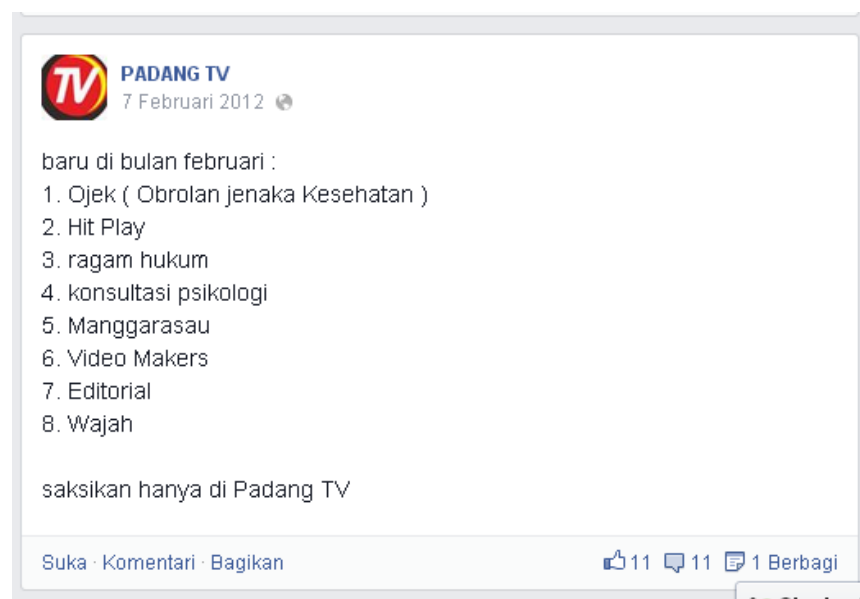 TV
PADANG TV
7 Februari 2012
baru di bulan februari :
1. Ojek ( Obrolan jenaka Kesehatan )
2. Hit Play
3. ragam hukum
4. konsultasi psikologi
5. Manggarasau
6. Video Makers
7. Editorial
8. Wajah
saksikan hanya di Padang TV
Suka · Komentari · Bagikan
11 11 1 Berbagi